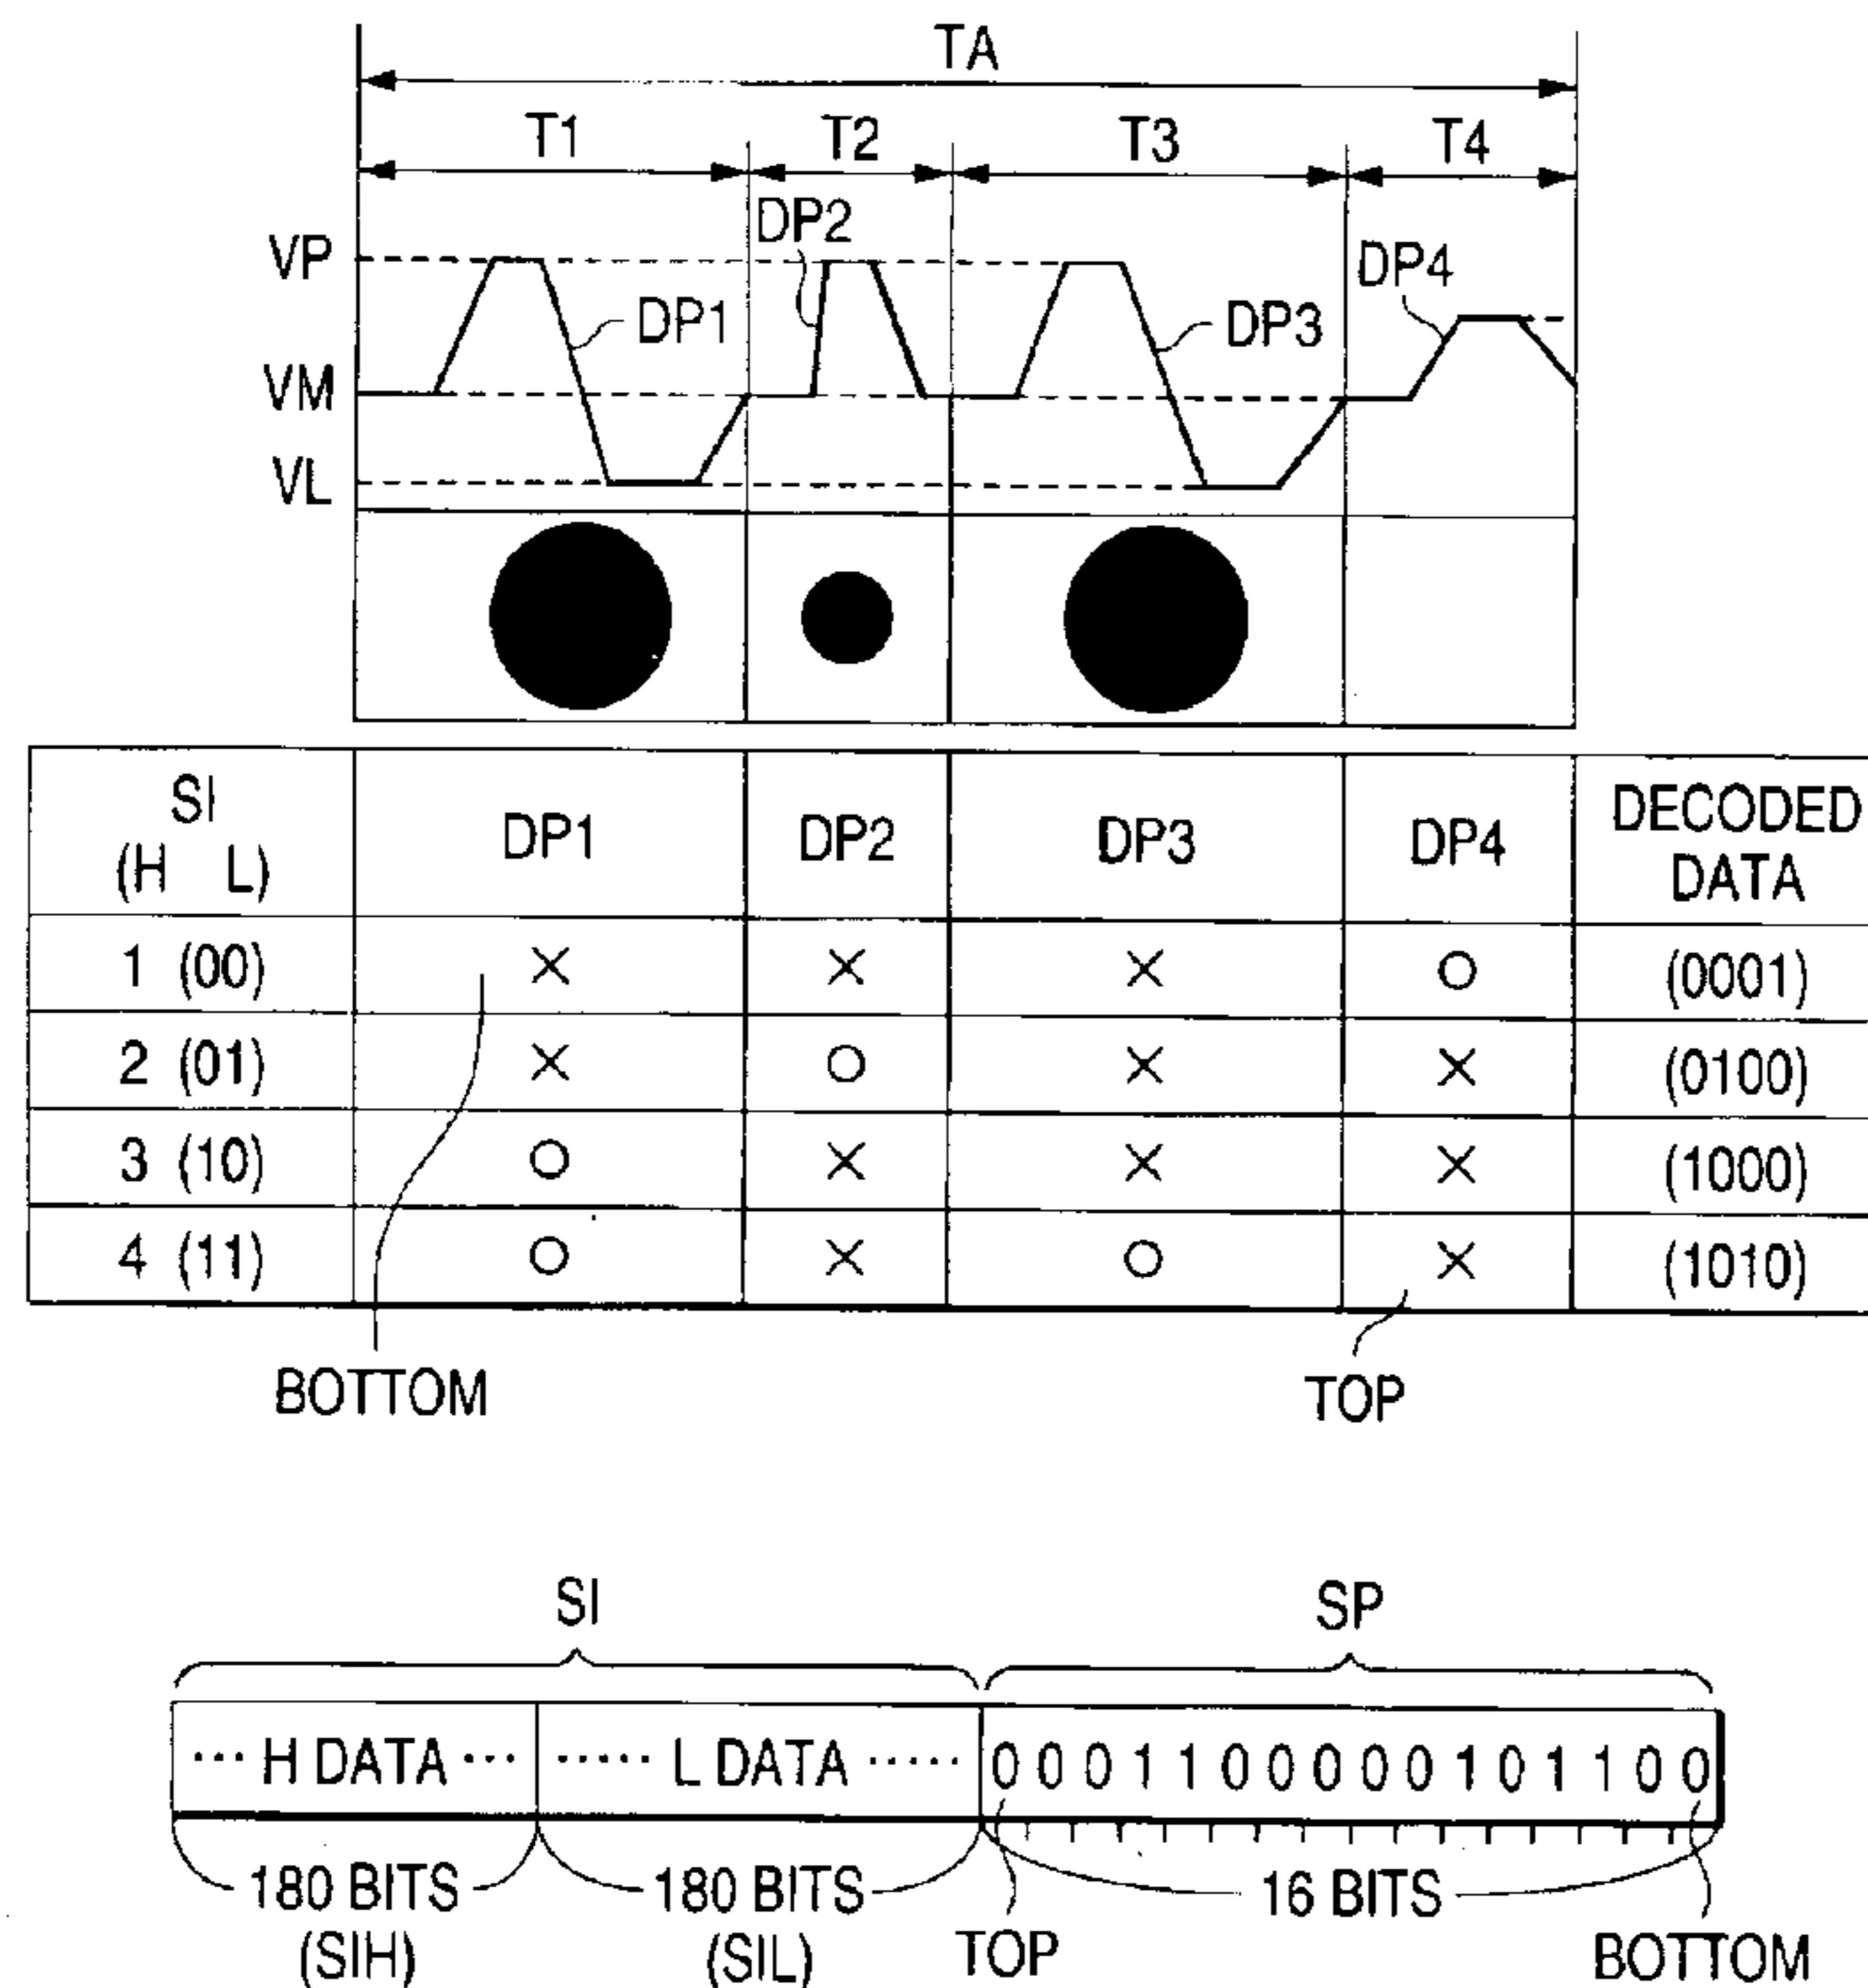 TA
T1 T2 T3 T4
DP2
VP DP4
DP1 DP3
VM
VL
SI (H L) DP1 DP2 DP3 DP4 DECODED DATA
1 (00) × × × ○ (0001)
2 (01) × ○ × × (0100)
3 (10) ○ × × × (1000)
4 (11) ○ × ○ × (1010)
BOTTOM TOP
SI SP
··· H DATA ··· ····· L DATA ····· 0 0 0 1 1 0 0 0 0 0 1 0 1 1 0 0
180 BITS 180 BITS 16 BITS
(SIH) (SIL) TOP BOTTOM